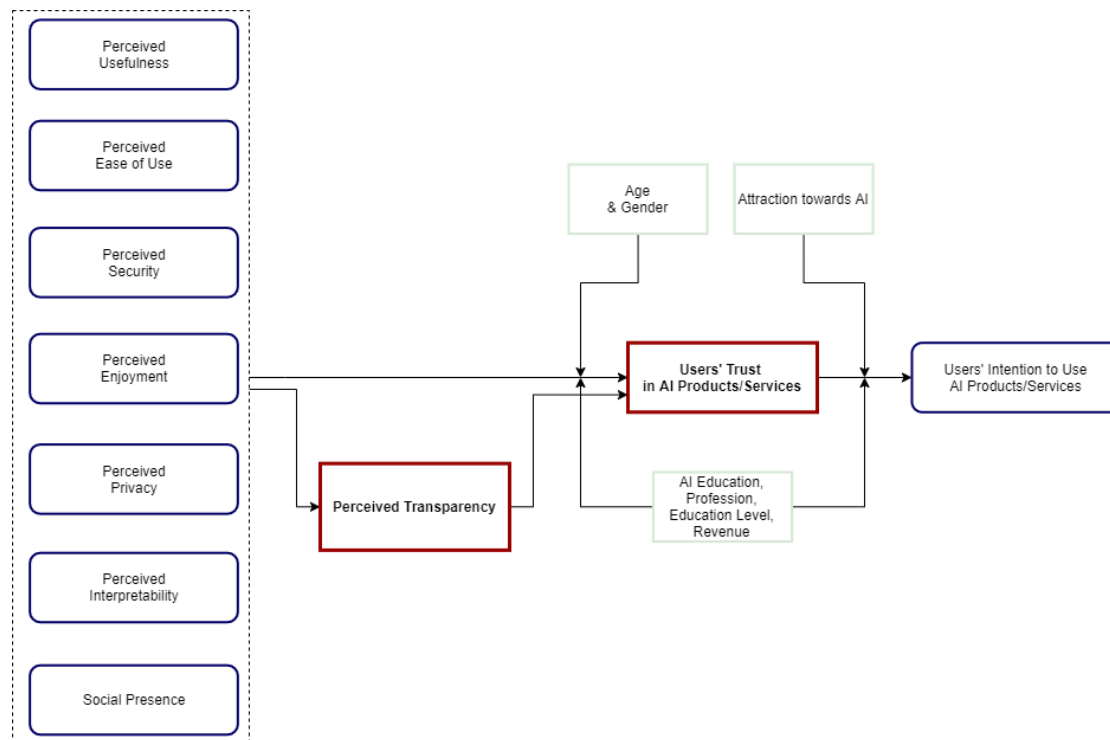 Perceived
Usefulness
Perceived
Ease of Use
Perceived
Security
Perceived
Enjoyment
Perceived
Privacy
Perceived
Interpretability
Social Presence
Perceived Transparency
Age
& Gender
Attraction towards AI
Users' Trust
in AI Products/Services
AI Education,
Profession,
Education Level,
Revenue
Users' Intention to Use
AI Products/Services